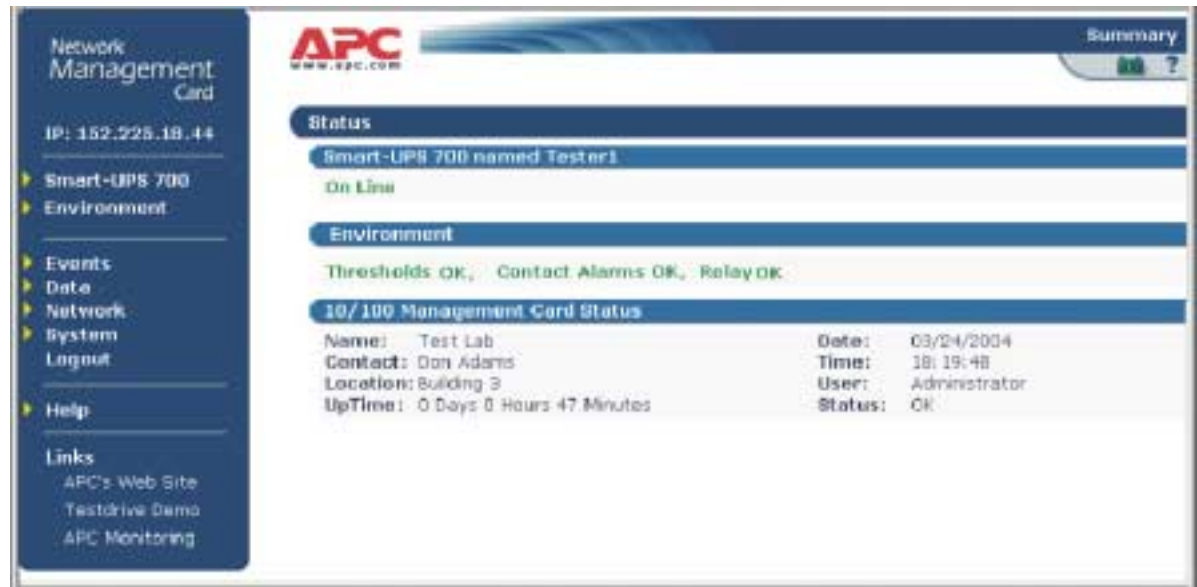 Network
Management
Card
IP: 152.225.18.44
Smart-UPS 700
Environment
Events
Data
Network
System
Logout
Help
Links
APC's Web Site
Testdrive Demo
APC Monitoring
APC
www.apc.com
Summary
?
Status
Smart-UPS 700 named Tester1
On Line
Environment
Thresholds OK, Contact Alarms OK, Relay OK
10/100 Management Card Status
Name: Test Lab Date: 03/24/2004
Contact: Don Adams Time: 18:19:48
Location: Building 3 User: Administrator
UpTime: 0 Days 0 Hours 47 Minutes Status: OK